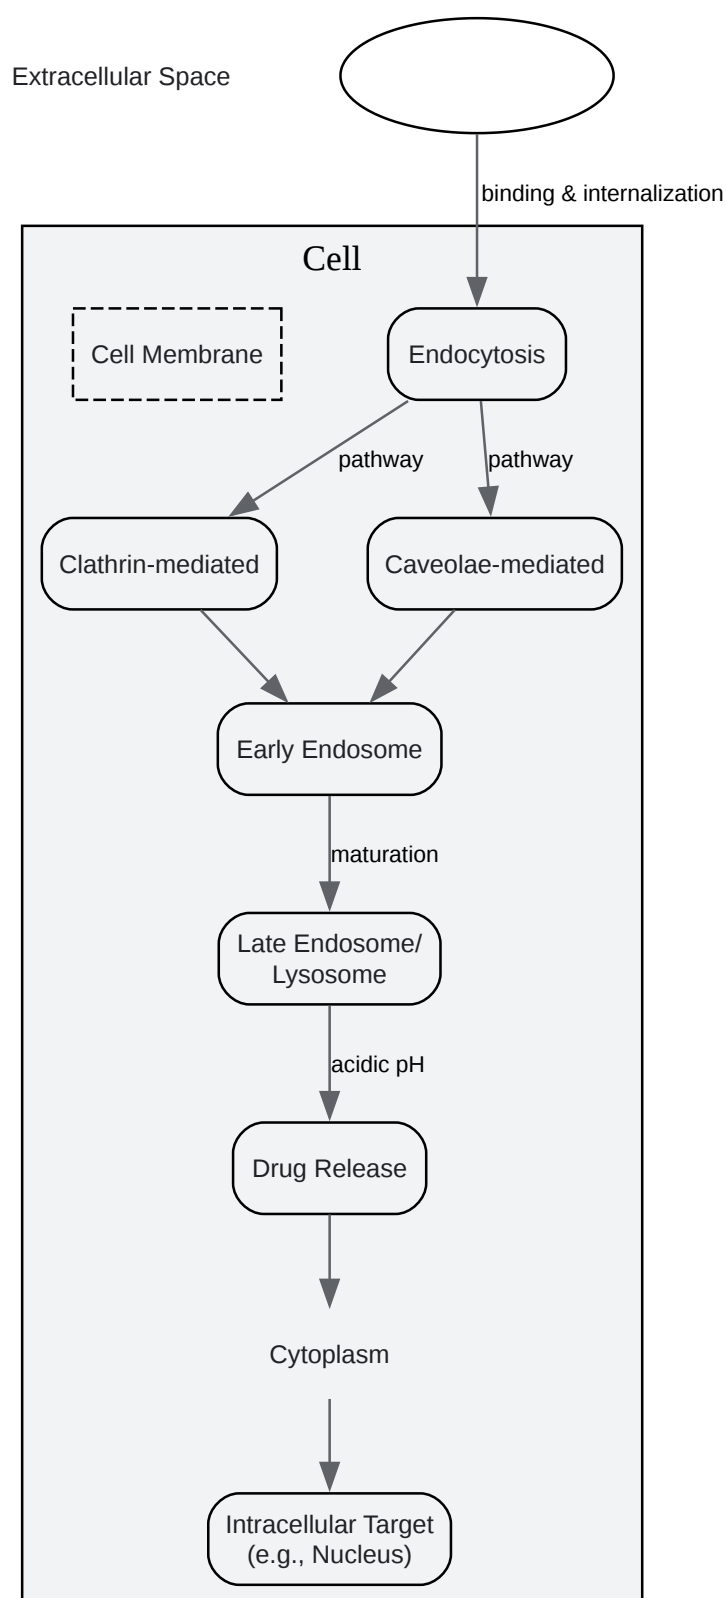 Extracellular Space
binding & internalization
Cell
Cell Membrane
Endocytosis
pathway
pathway
Clathrin-mediated
Caveolae-mediated
Early Endosome
maturation
Late Endosome/
Lysosome
acidic pH
Drug Release
Cytoplasm
Intracellular Target
(e.g., Nucleus)